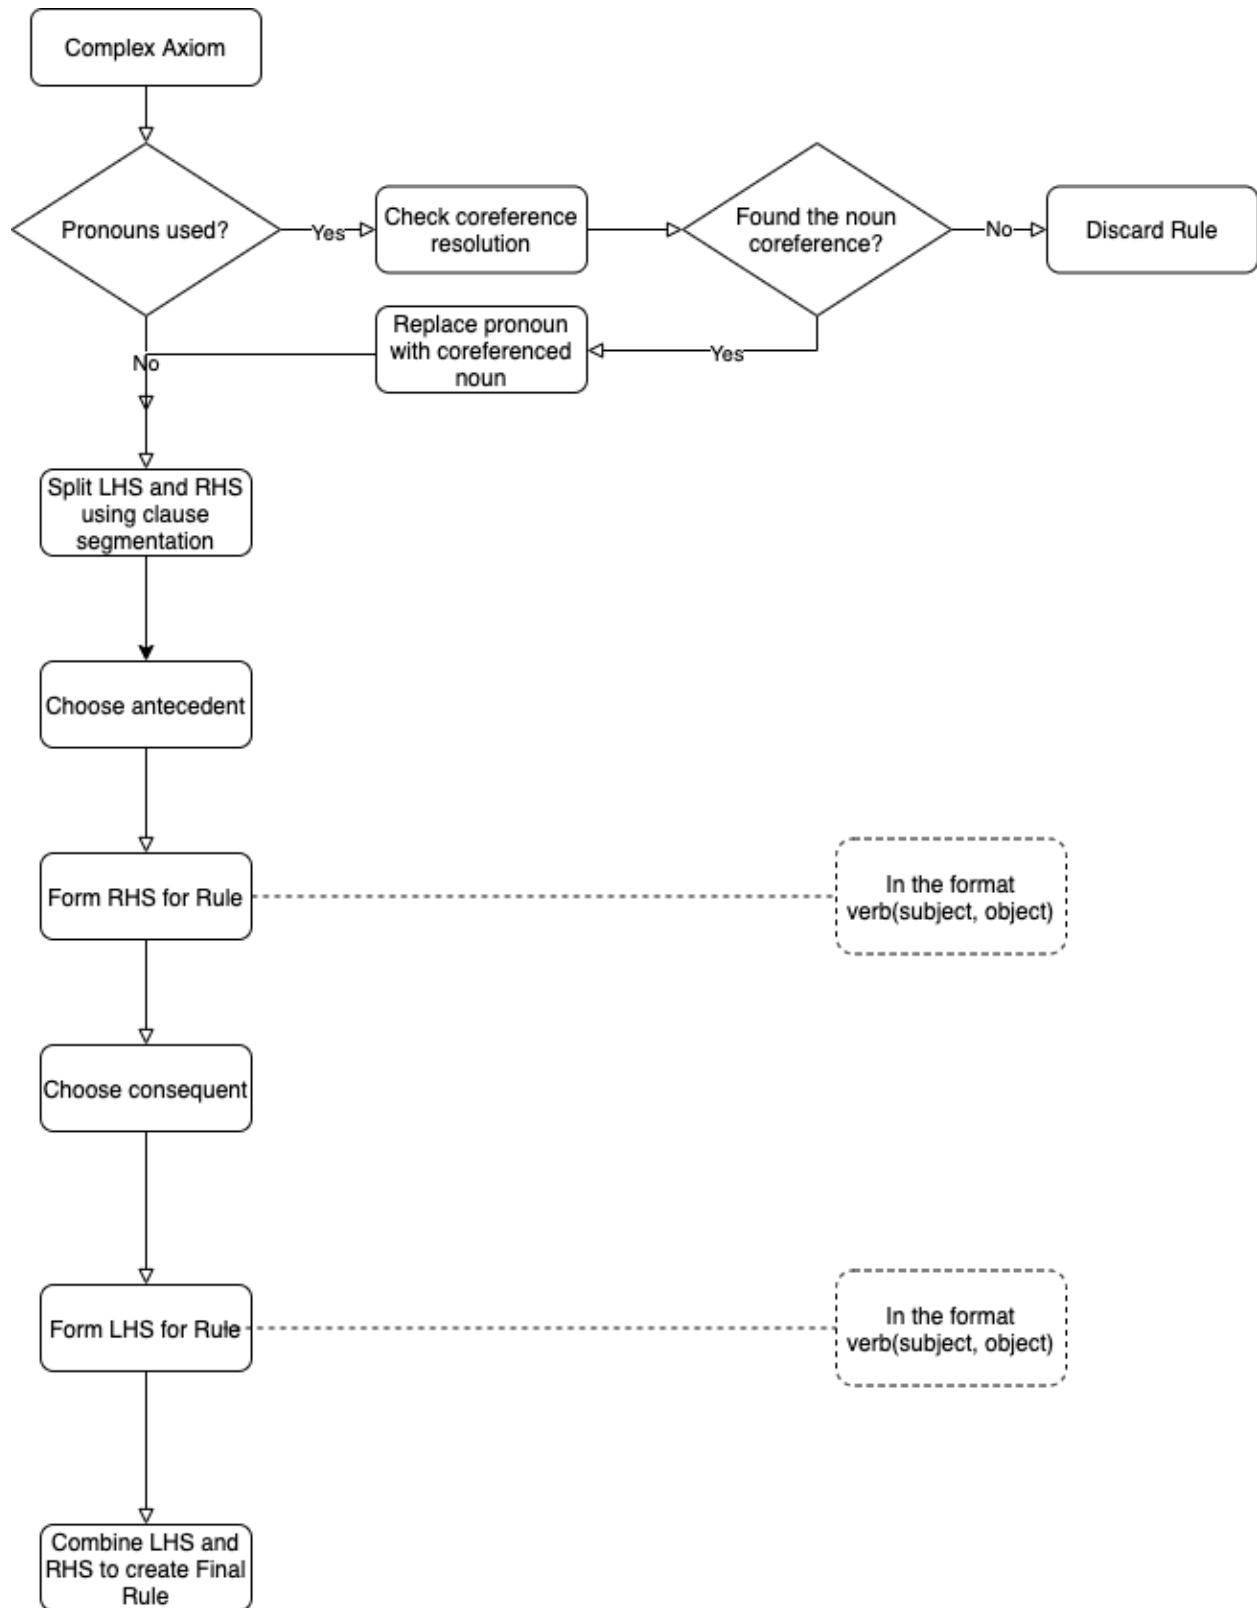 Complex Axiom
Pronouns used?
Yes
Check coreference
resolution
Found the noun
coreference?
No
Discard Rule
Replace pronoun
with coreferenced
noun
Yes
No
Split LHS and RHS
using clause
segmentation
Choose antecedent
Form RHS for Rule
In the format
verb(subject, object)
Choose consequent
Form LHS for Rule
In the format
verb(subject, object)
Combine LHS and
RHS to create Final
Rule